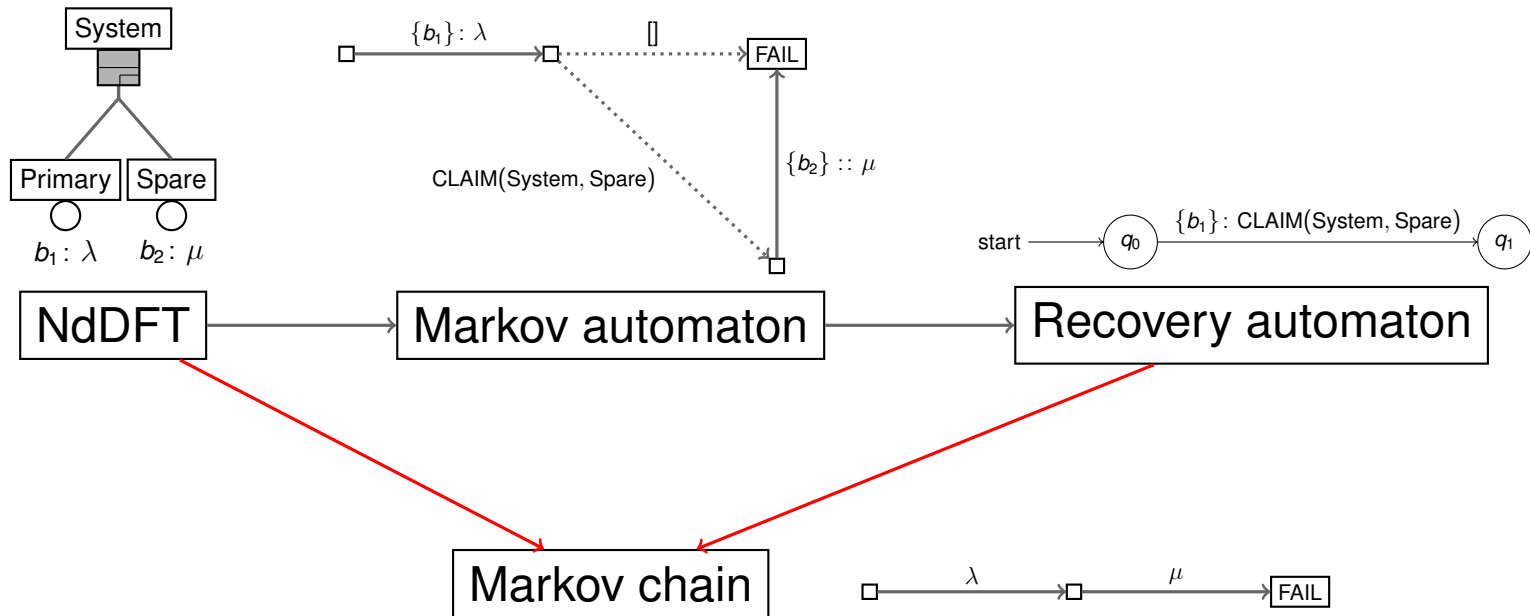 System
Primary
Spare
b₁: λ
b₂: μ
{b₁}: λ
[]
FAIL
CLAIM(System, Spare)
{b₂} :: μ
start
q₀
{b₁}: CLAIM(System, Spare)
q₁
NdDFT
Markov automaton
Recovery automaton
Markov chain
λ
μ
FAIL